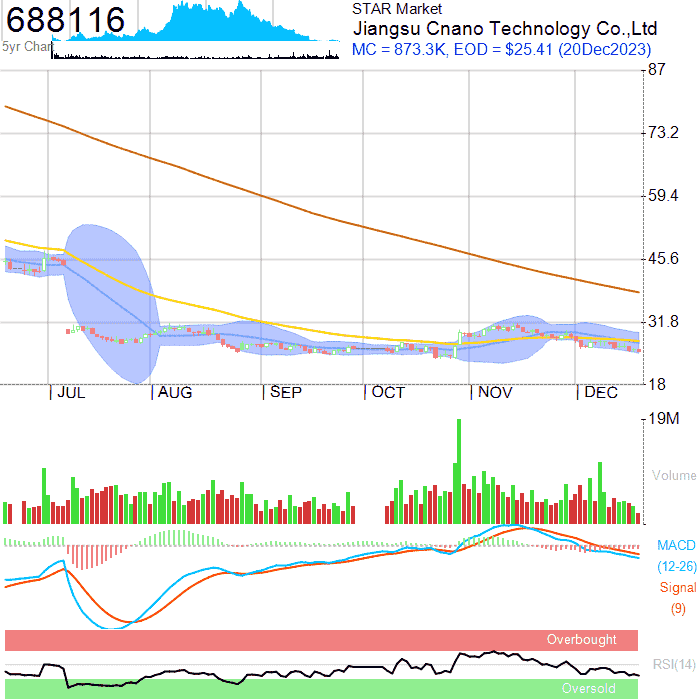 688116
STAR Market
Jiangsu Cnano Technology Co.,Ltd
5yr Chart
MC = 873.3K, EOD = $25.41 (20Dec2023)
87
73.2
59.4
45.6
31.8
18
JUL AUG SEP OCT NOV DEC
19M
Volume
MACD
(12-26)
Signal
(9)
Overbought
RSI(14)
Oversold